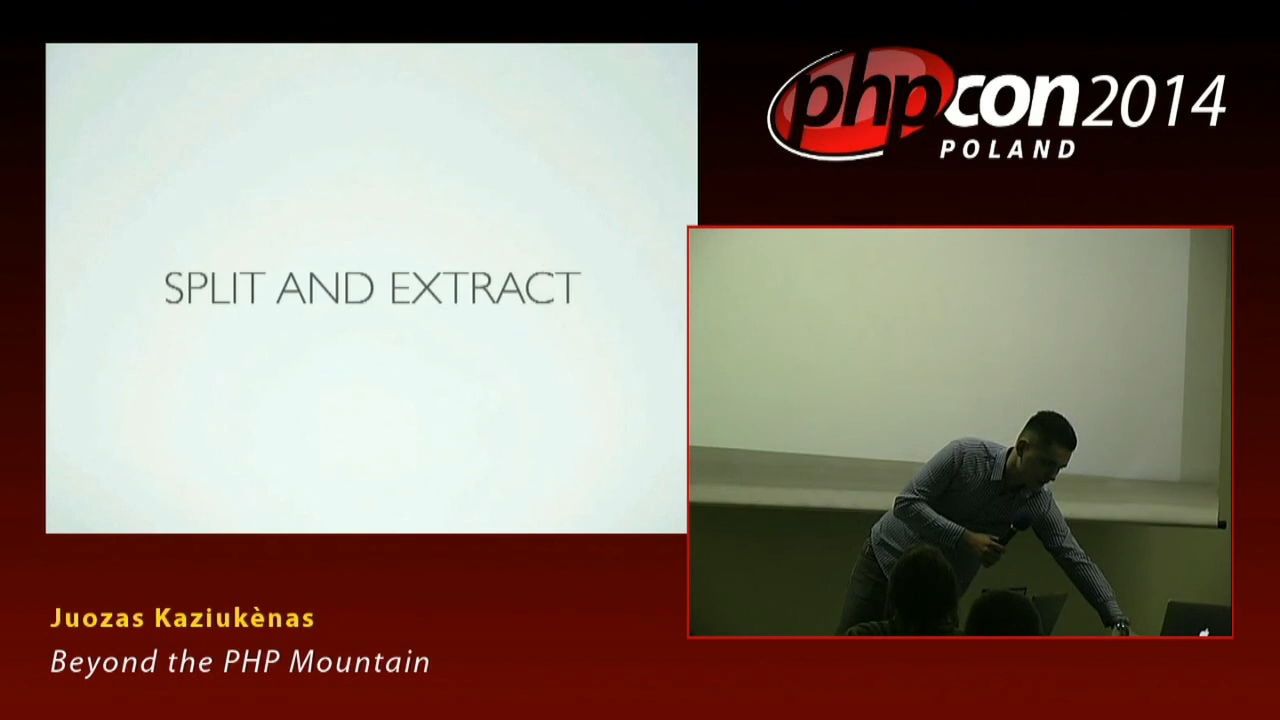 SPLIT AND EXTRACT
phpcon2014
POLAND
Juozas Kaziukènas
Beyond the PHP Mountain